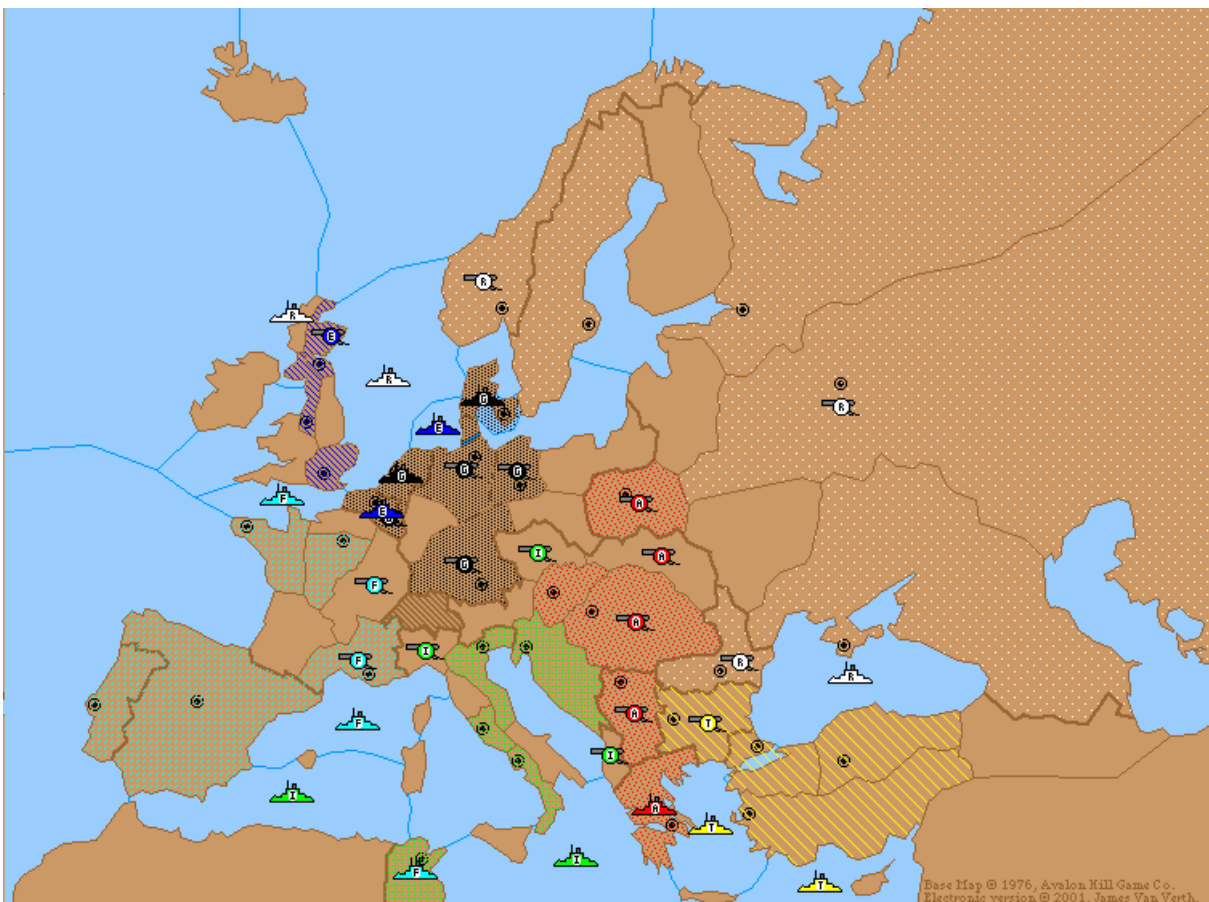 R
R
E
R
G
R
E
G
G
G
F
A
E
I
A
G
F
A
I
F
R
R
A
F
T
I
I
A
T
I
F
T
Base Map © 1976, Avalon Hill Game Co.
Electronic version © 2001, James Van Verth.